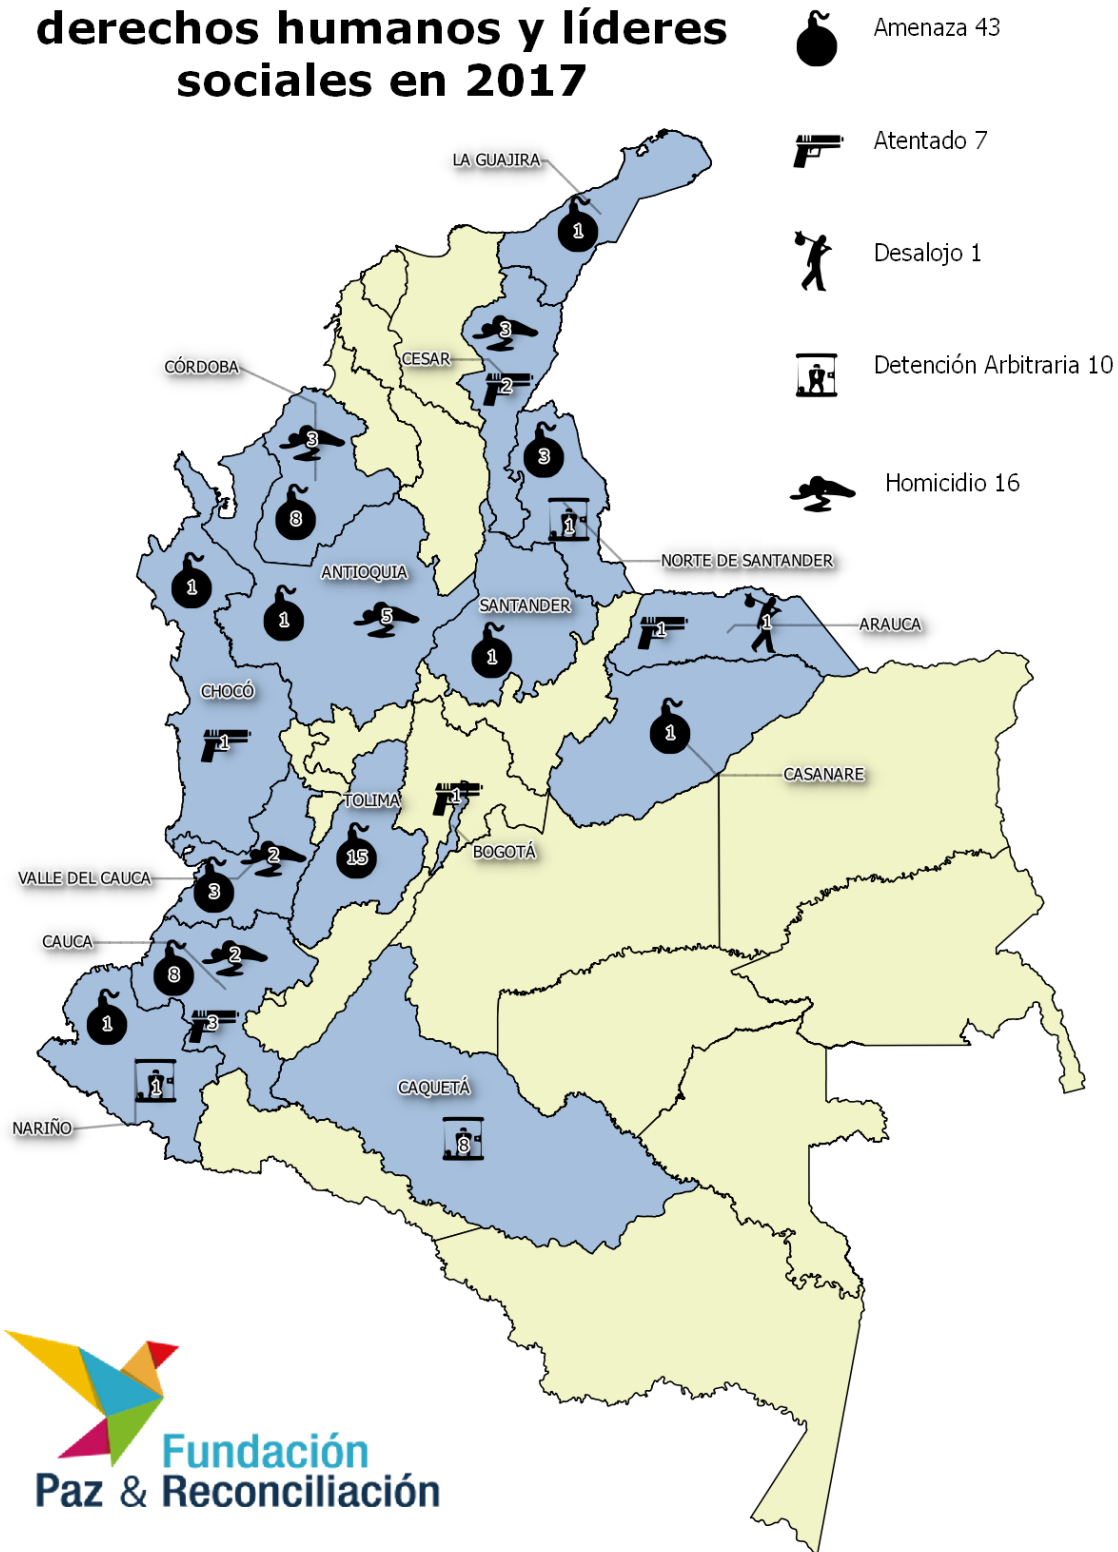 derechos humanos y líderes
sociales en 2017
Amenaza 43
Atentado 7
Desalojo 1
Detención Arbitraria 10
Homicidio 16
LA GUAJIRA
1
3
CESAR
2
CÓRDOBA
3
8
3
1
NORTE DE SANTANDER
ANTIOQUIA
1
5
SANTANDER
1
1
1
ARAUCA
1
CHOCÓ
1
1
CASANARE
TOLIMA
15
1
BOGOTÁ
2
VALLE DEL CAUCA
3
CAUCA
2
8
3
1
1
NARIÑO
CAQUETÁ
8
Fundación
Paz & Reconciliación